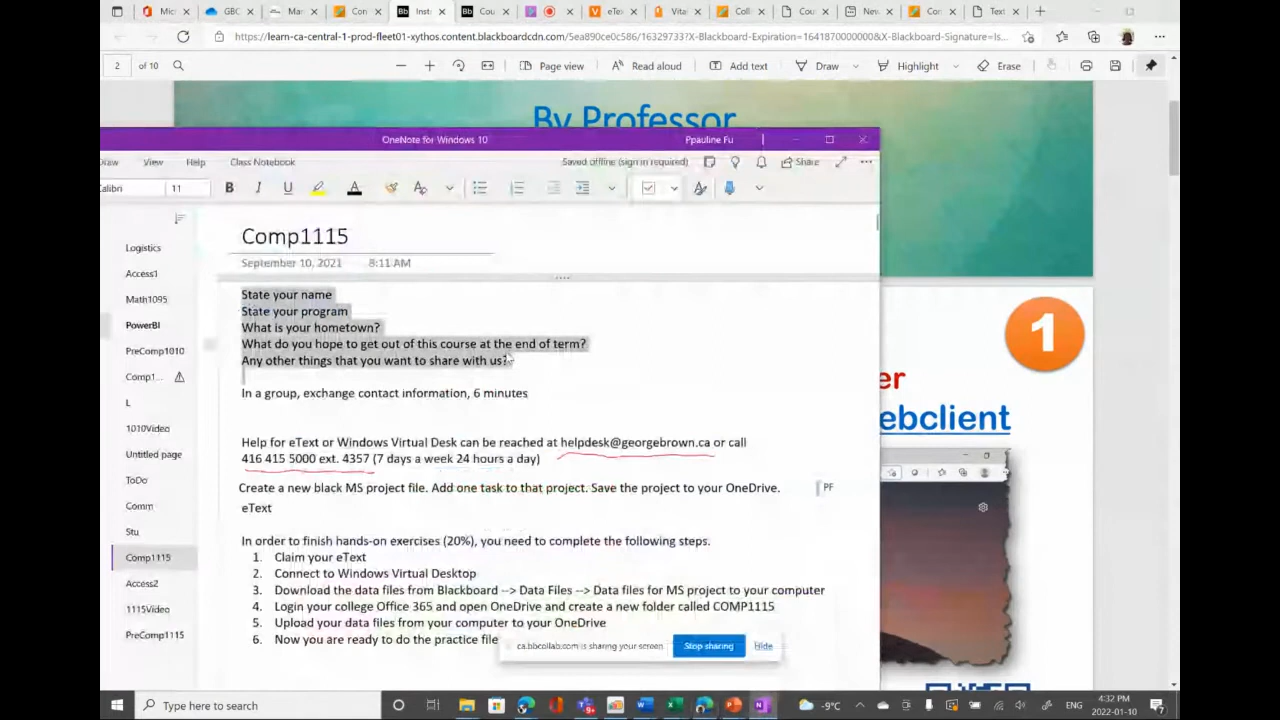 Micro
GBC
Mar
Con
Inst
Cou
eTe
Vita
Coll
Cou
New
Con
Text
https://learn-ca-central-1-prod-fleet01-xythos.content.blackboardcdn.com/5ea890ce0c586/16329733?X-Blackboard-Expiration=1641870000000&X-Blackboard-Signature=Is...
2 of 10
Page view
Read aloud
Add text
Draw
Highlight
Erase
By Professor
OneNote for Windows 10
Ppauline Fu
Draw View Help Class Notebook
Saved offline (sign in required)
Share
Calibri 11
Comp1115
September 10, 2021 8:11 AM
Logistics
Access1
Math1095
PowerBI
PreComp1010
Comp1...
L
1010Video
Untitled page
ToDo
Comm
Stu
Comp1115
Access2
1115Video
PreComp1115
State your name
State your program
What is your hometown?
What do you hope to get out of this course at the end of term?
Any other things that you want to share with us?
In a group, exchange contact information, 6 minutes
Help for eText or Windows Virtual Desk can be reached at helpdesk@georgebrown.ca or call
416 415 5000 ext. 4357 (7 days a week 24 hours a day)
Create a new black MS project file. Add one task to that project. Save the project to your OneDrive.
PF
eText
In order to finish hands-on exercises (20%), you need to complete the following steps.
1. Claim your eText
2. Connect to Windows Virtual Desktop
3. Download the data files from Blackboard --> Data Files --> Data files for MS project to your computer
4. Login your college Office 365 and open OneDrive and create a new folder called COMP1115
5. Upload your data files from your computer to your OneDrive
6. Now you are ready to do the practice file
1
er
ebclient
ca.bbcollab.com is sharing your screen.
Stop sharing
Hide
Type here to search
-9°C
ENG
4:32 PM
2022-01-10